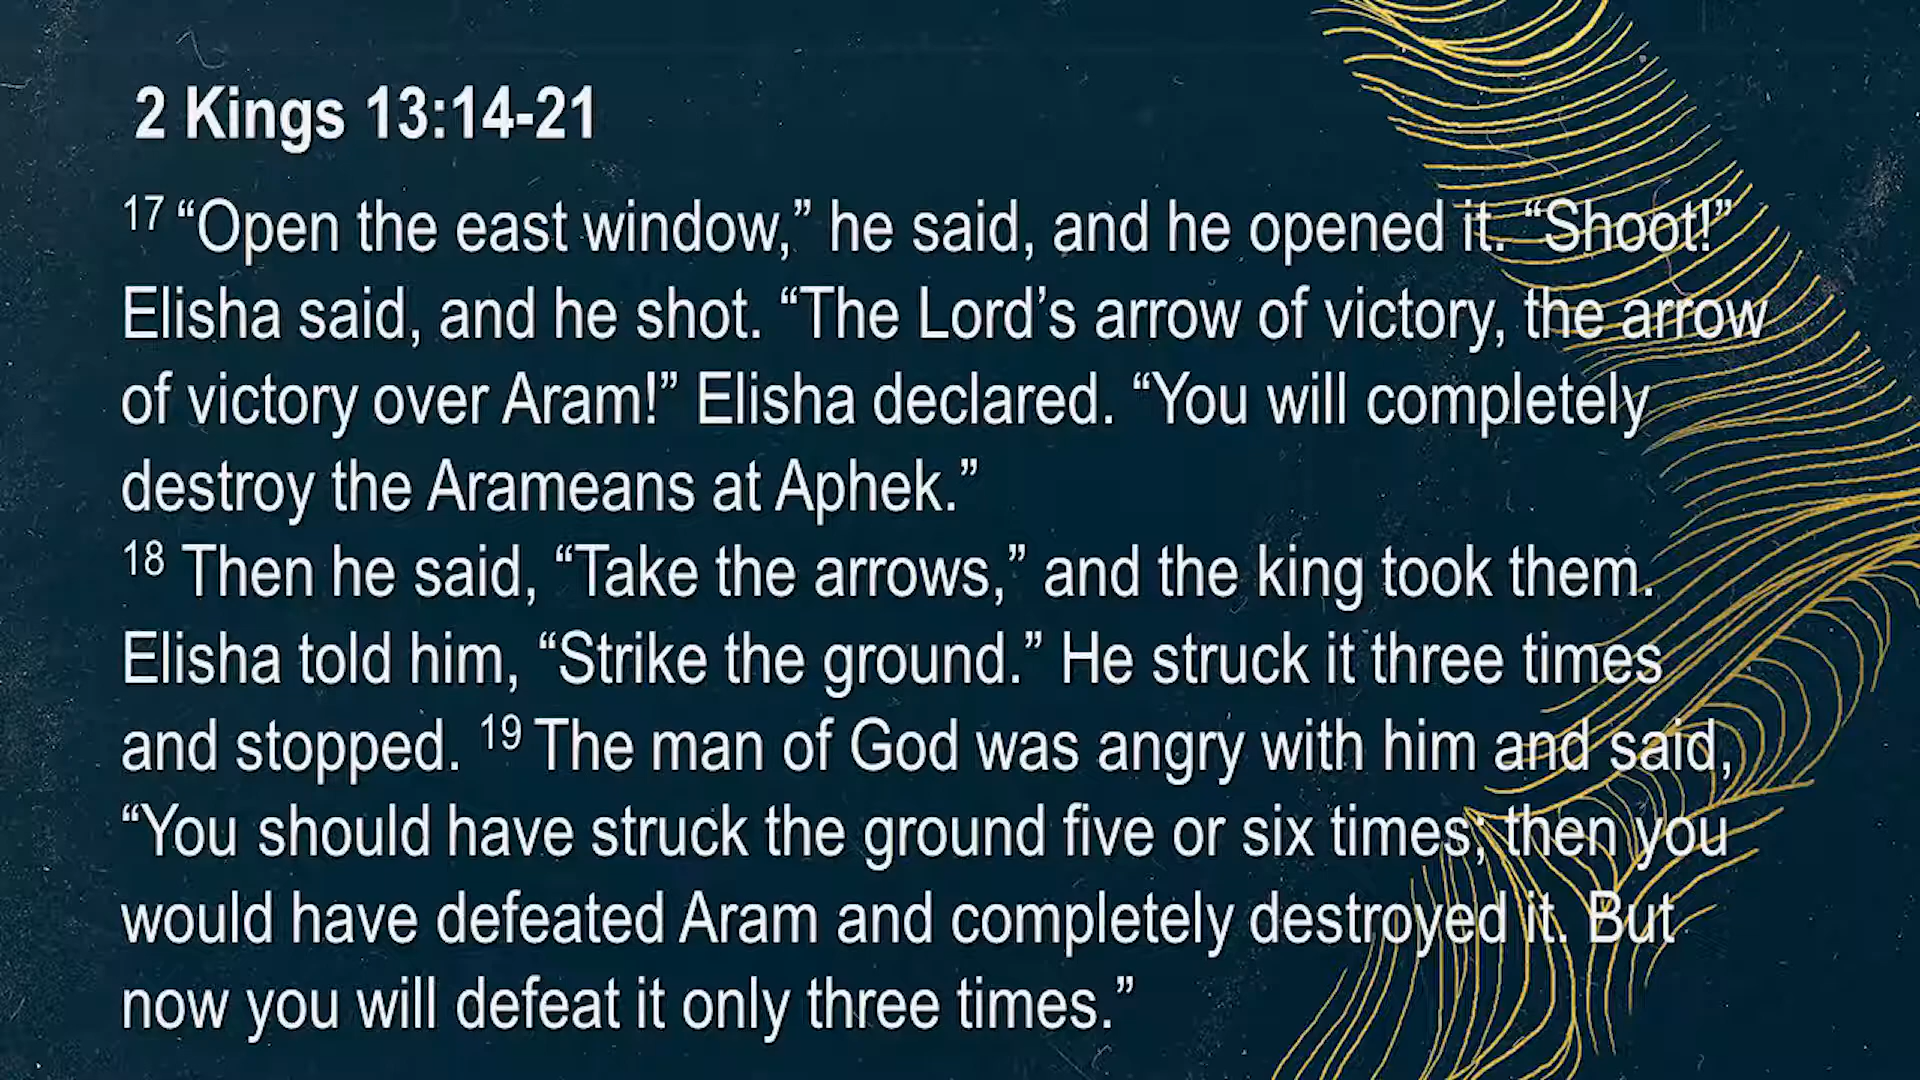 2 Kings 13:14-21
17 “Open the east window,” he said, and he opened it. “Shoot!”
Elisha said, and he shot. “The Lord’s arrow of victory, the arrow
of victory over Aram!” Elisha declared. “You will completely
destroy the Arameans at Aphek.”
18 Then he said, “Take the arrows,” and the king took them.
Elisha told him, “Strike the ground.” He struck it three times
and stopped. 19 The man of God was angry with him and said,
“You should have struck the ground five or six times; then you
would have defeated Aram and completely destroyed it. But
now you will defeat it only three times.”